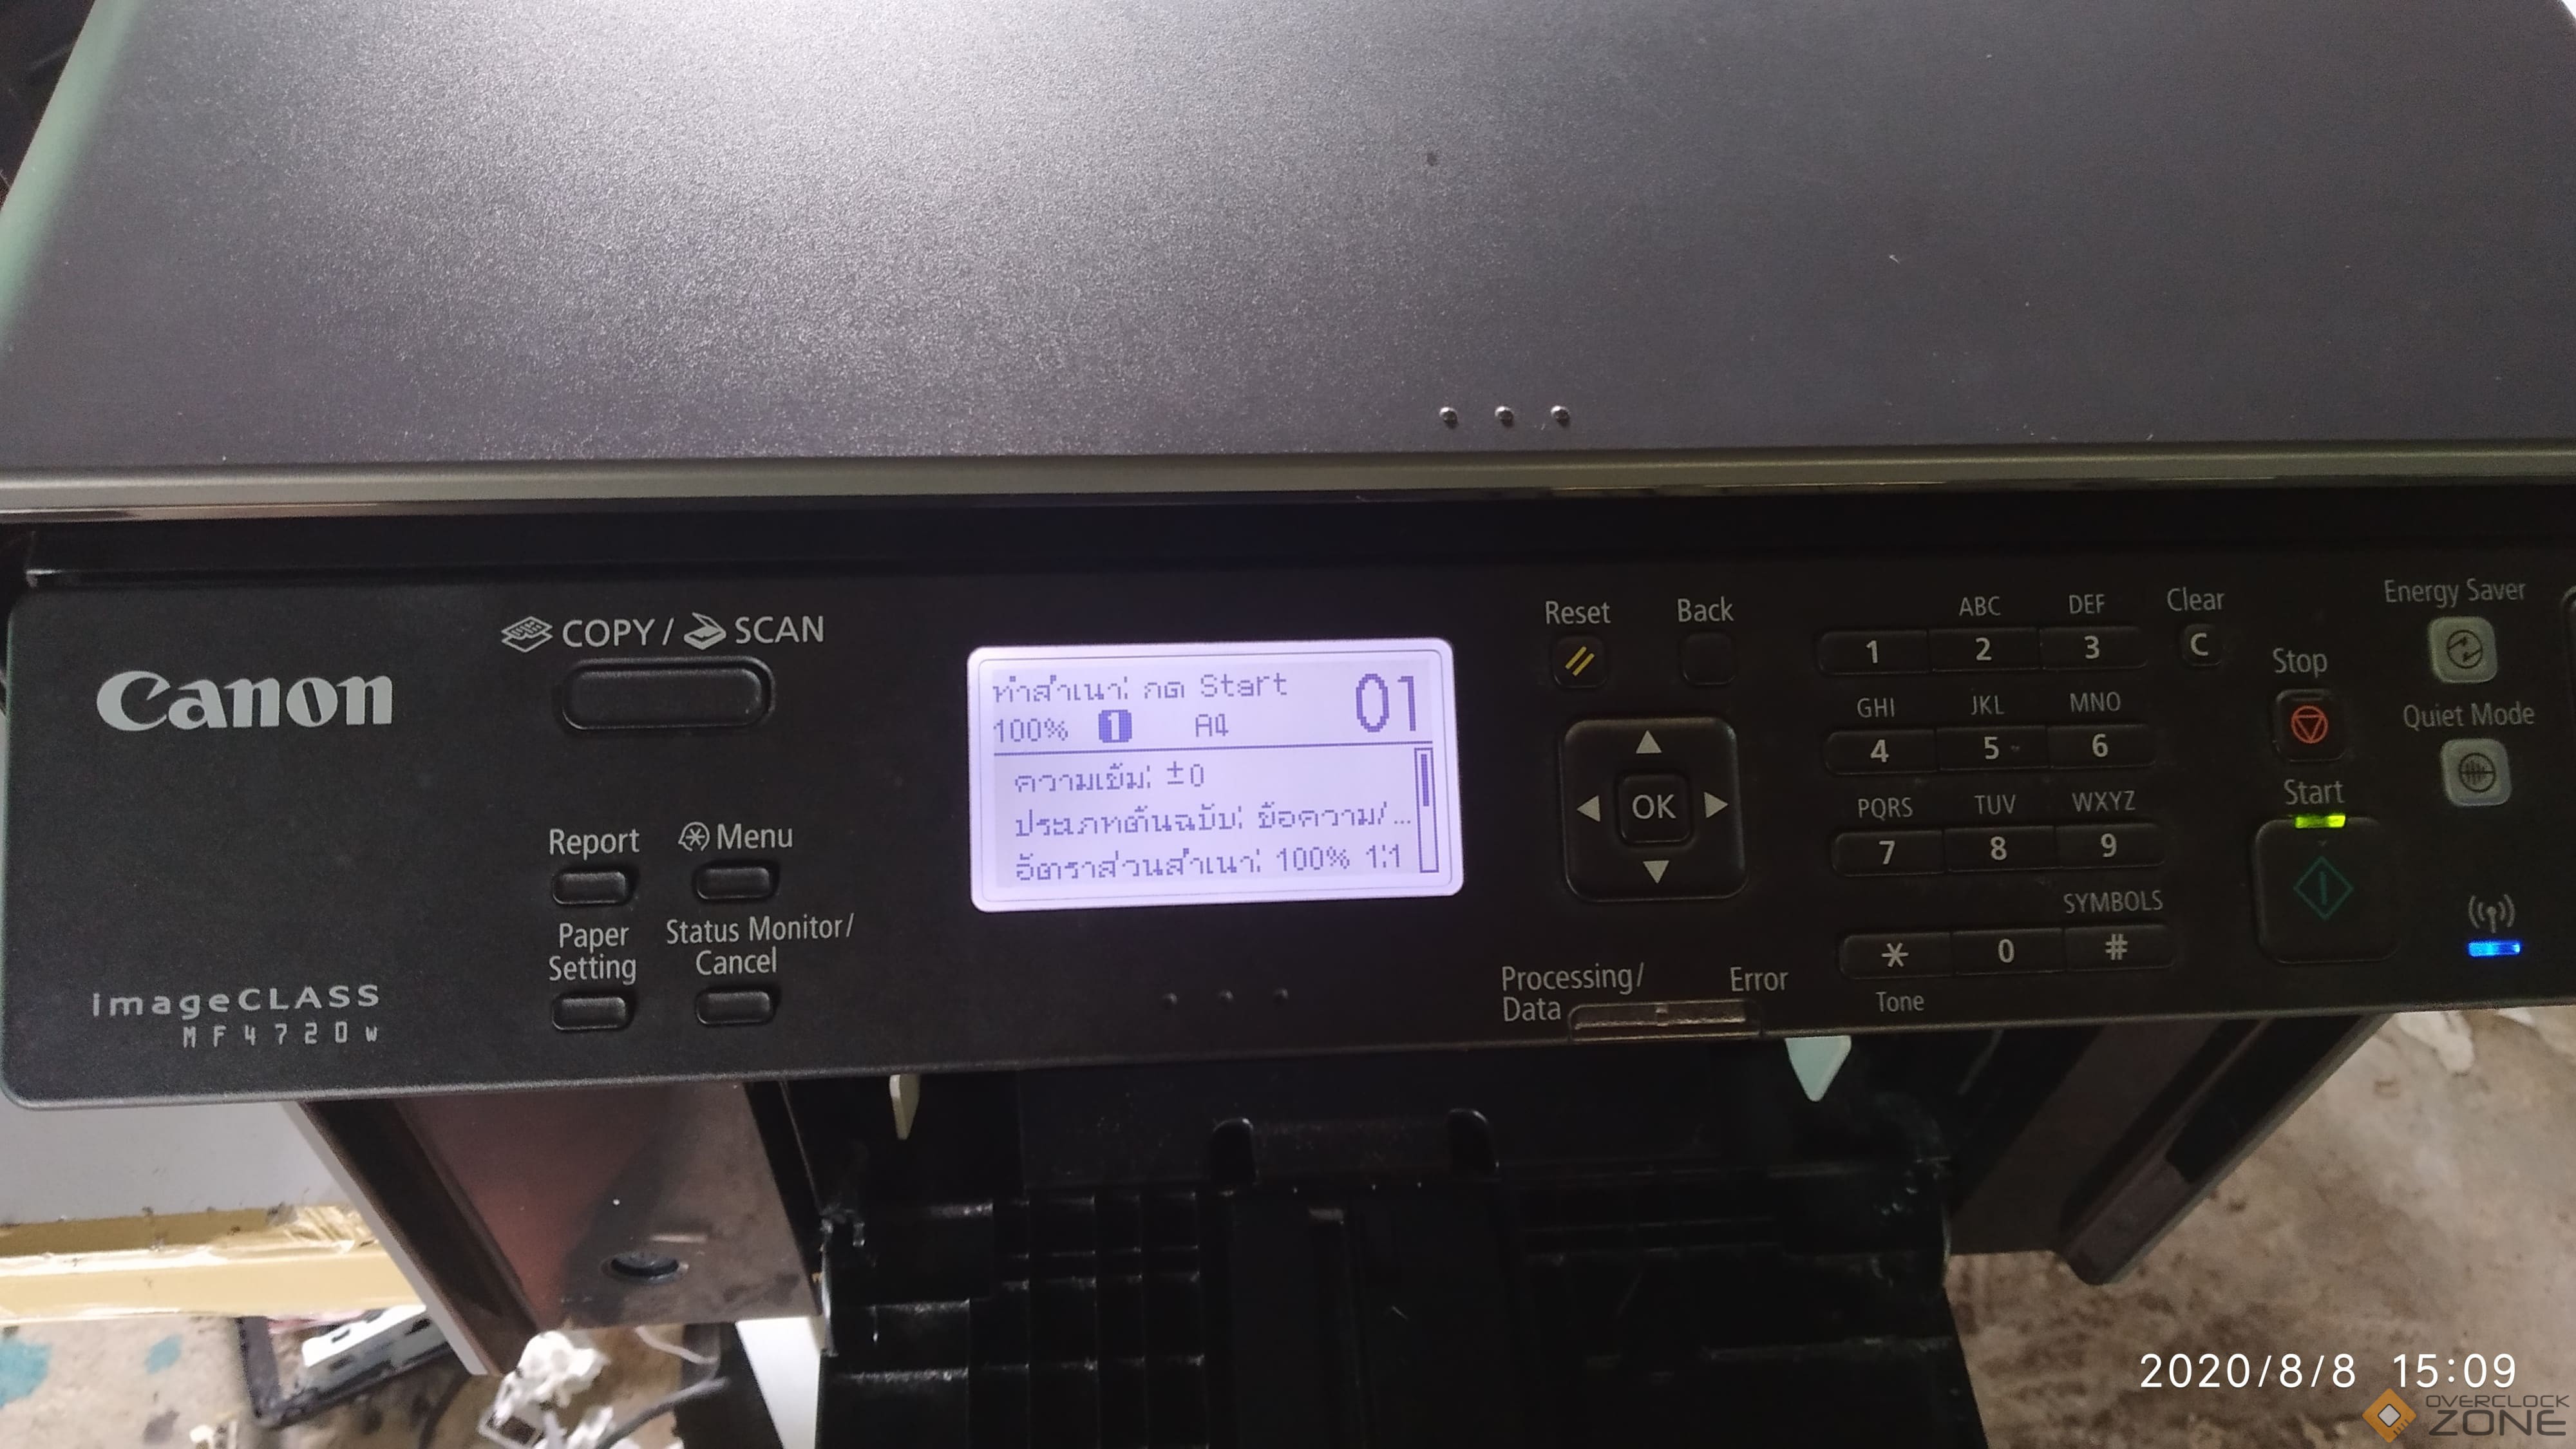 COPY / SCAN
Canon
Report
Menu
Paper Setting
Status Monitor/
Cancel
imageCLASS
MF4720w
ทำสำเนา: กด Start
100% 1 A4
01
ความเข้ม: ±0
ประเภทต้นฉบับ: ข้อความ/...
อัตราส่วนสำเนา: 100% 1:1
Reset
Back
OK
Processing/
Data
Error
ABC DEF
1 2 3
GHI JKL MNO
4 5 6
PQRS TUV WXYZ
7 8 9
SYMBOLS
* 0 #
Tone
Clear
C
Stop
Start
Energy Saver
Quiet Mode
2020/8/8 15:09
OVERCLOCK
ZONE